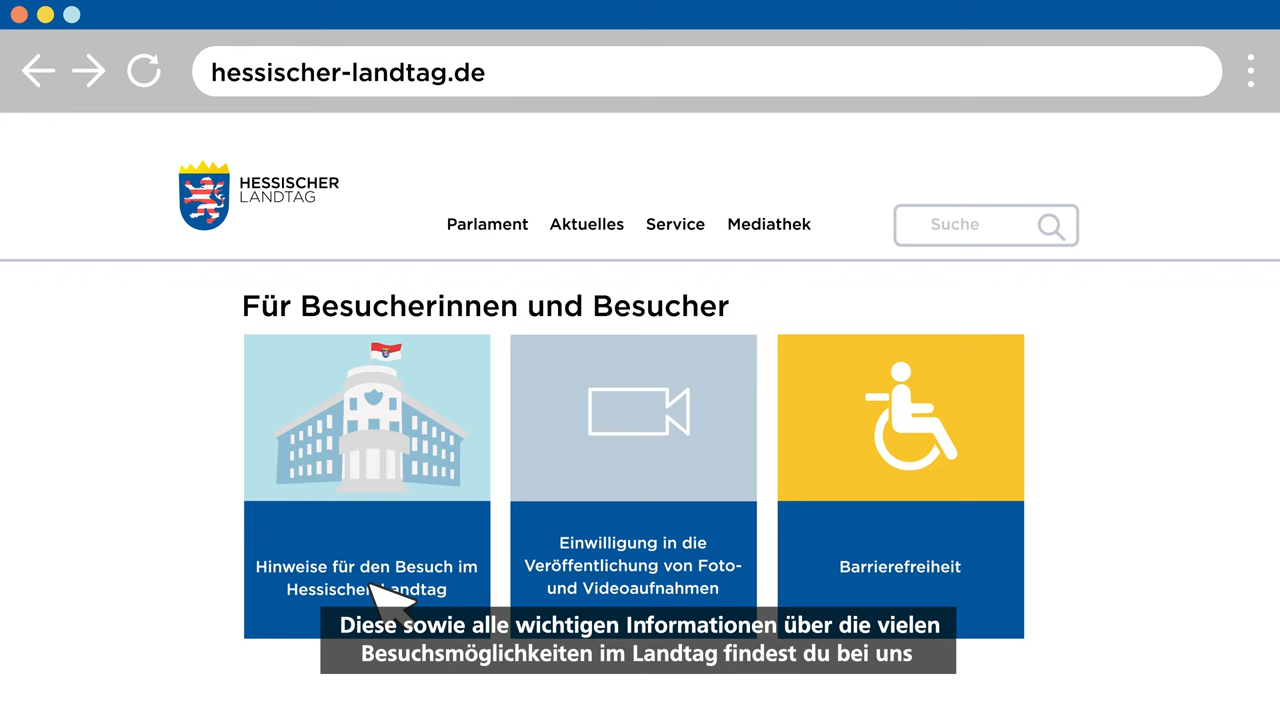 hessischer-landtag.de
HESSISCHER
LANDTAG
Parlament Aktuelles Service Mediathek Suche
Für Besucherinnen und Besucher
Hinweise für den Besuch im
Hessischen Landtag
Einwilligung in die
Veröffentlichung von Foto-
und Videoaufnahmen
Barrierefreiheit
Diese sowie alle wichtigen Informationen über die vielen
Besuchsmöglichkeiten im Landtag findest du bei uns